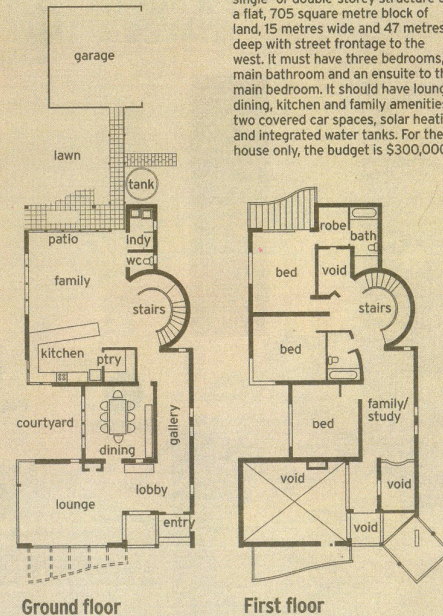 single- or double-storey structure
a flat, 705 square metre block of
land, 15 metres wide and 47 metres
deep with street frontage to the
west. It must have three bedrooms,
main bathroom and an ensuite to th
main bedroom. It should have loung
dining, kitchen and family amenities
two covered car spaces, solar heati
and integrated water tanks. For the
house only, the budget is $300,000
garage
lawn
tank
patio
lndy
wc
family
stairs
kitchen
ptry
courtyard
dining
gallery
lounge
lobby
entry
Ground floor
robe
bath
bed
void
stairs
bed
bed
family/
study
void
void
void
First floor